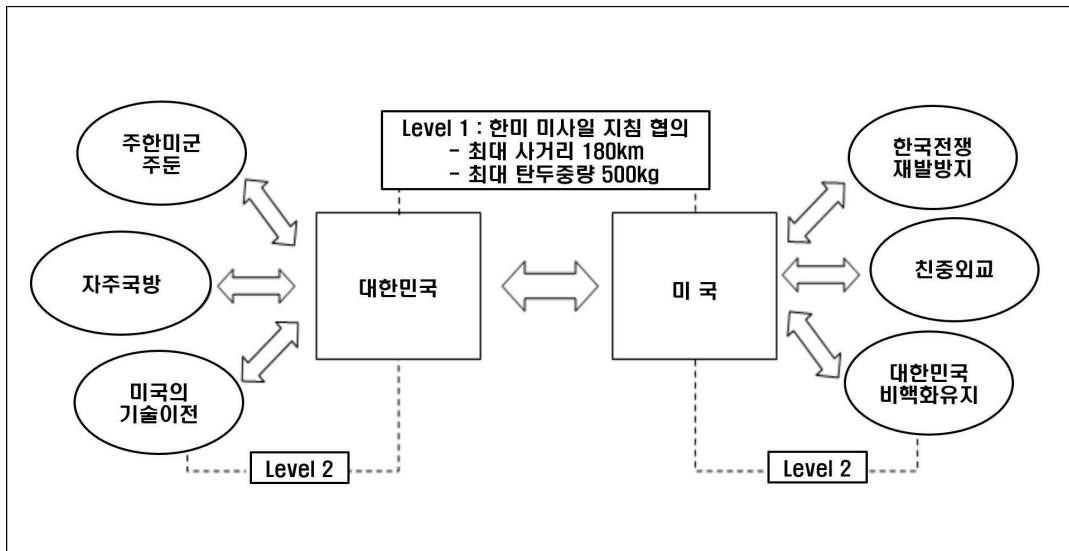 Level 1 : 한미 미사일 지침 협의
- 최대 사거리 180km
- 최대 탄두중량 500kg
주한미군
주둔
자주국방
미국의
기술이전
대한민국
미 국
한국전쟁
재발방지
친중외교
대한민국
비핵화유지
Level 2
Level 2